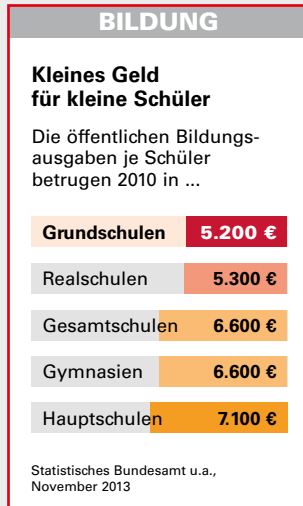 BILDUNG
Kleines Geld
für kleine Schüler
Die öffentlichen Bildungs-
ausgaben je Schüler
betrugen 2010 in ...
Grundschulen 5.200 €
Realschulen 5.300 €
Gesamtschulen 6.600 €
Gymnasien 6.600 €
Hauptschulen 7.100 €
Statistisches Bundesamt u.a.,
November 2013